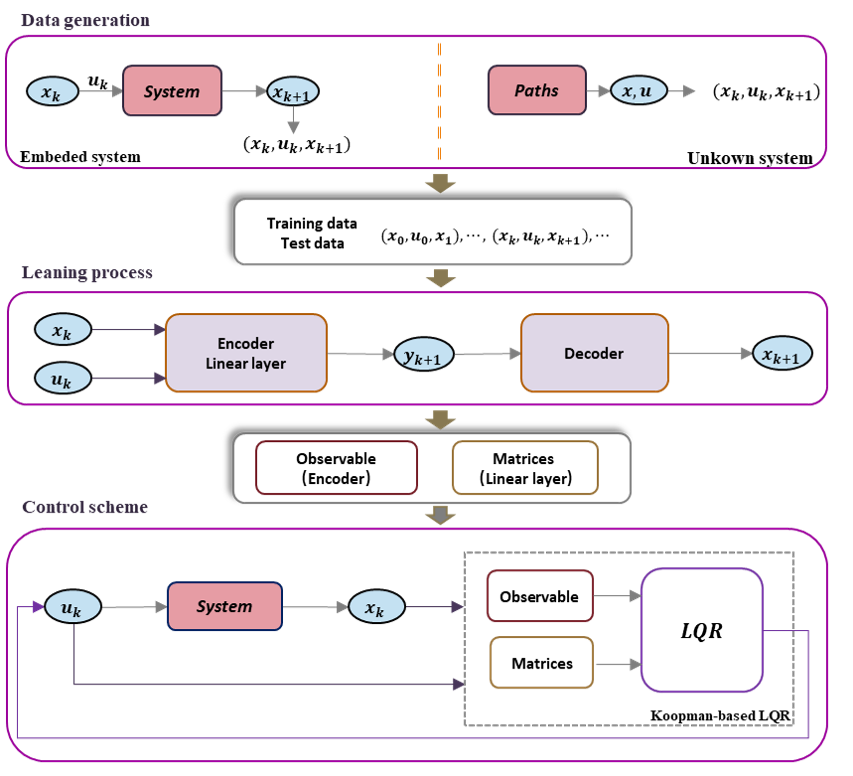 Data generation
x_k u_k System x_{k+1}
(x_k, u_k, x_{k+1})
Embeded system
Paths x, u (x_k, u_k, x_{k+1})
Unkown system
Training data
Test data
(x_0, u_0, x_1), ⋯, (x_k, u_k, x_{k+1}), ⋯
Leaning process
x_k
u_k
Encoder
Linear layer
y_{k+1}
Decoder
x_{k+1}
Observable
(Encoder)
Matrices
(Linear layer)
Control scheme
u_k System x_k
Observable
Matrices
LQR
Koopman-based LQR